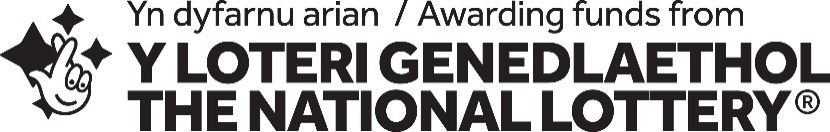 Yn dyfarnu arian / Awarding funds from
Y LOTERI GENEDLAETHOL
THE NATIONAL LOTTERY®